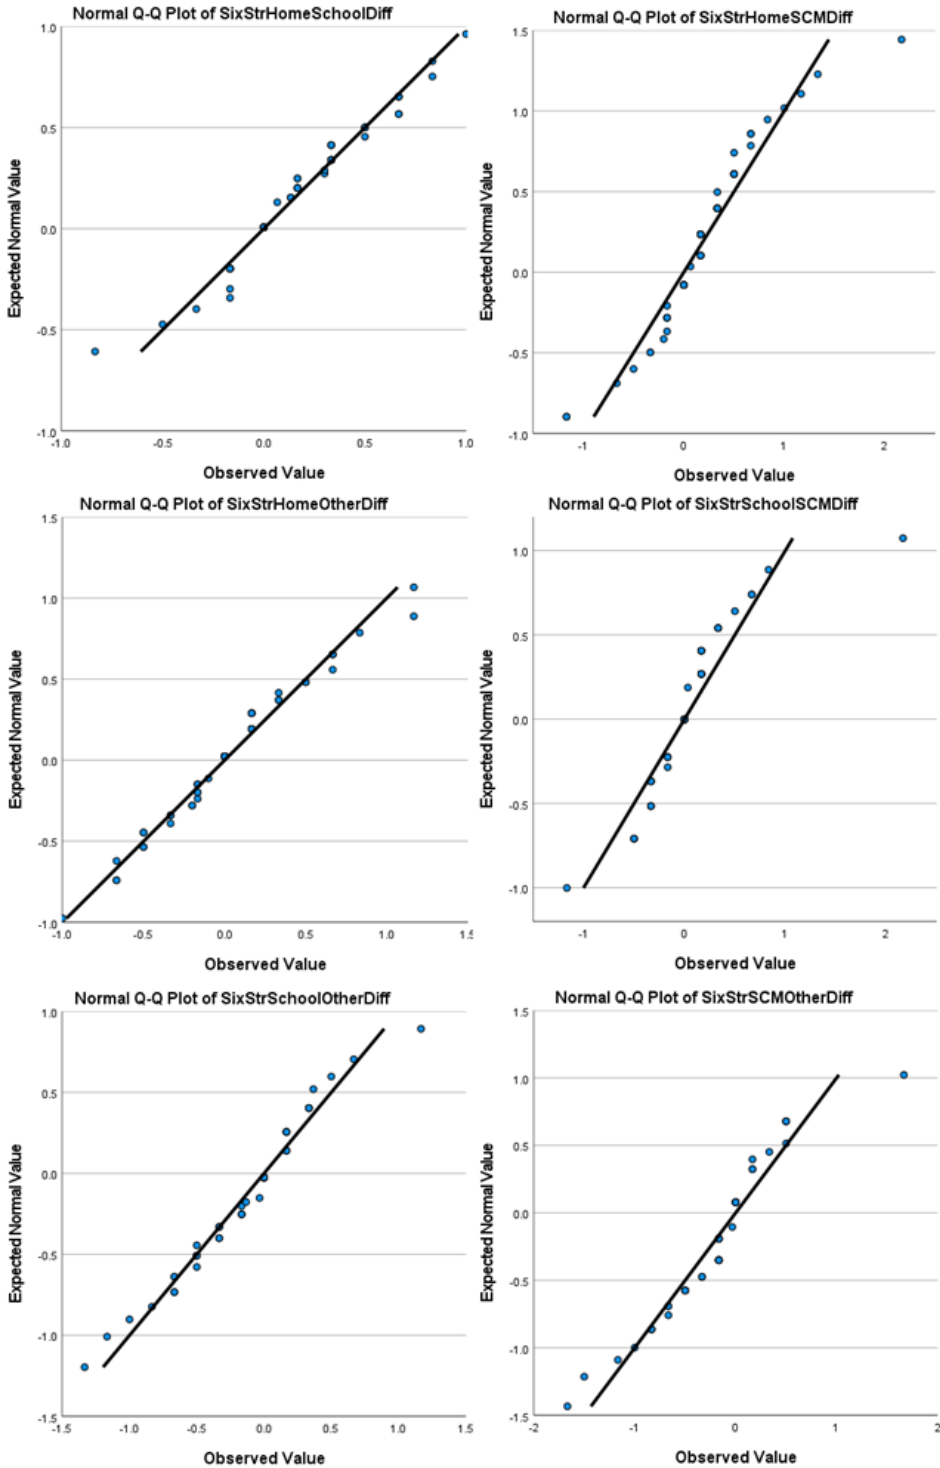 Normal Q-Q Plot of SixStrHomeSchoolDiff
1.0
0.5
0.0
-0.5
-1.0
Expected Normal Value
-1.0 -0.5 0.0 0.5 1.0
Observed Value
Normal Q-Q Plot of SixStrHomeSCMDiff
1.5
1.0
0.5
0.0
-0.5
-1.0
Expected Normal Value
-1 0 1 2
Observed Value
Normal Q-Q Plot of SixStrHomeOtherDiff
1.5
1.0
0.5
0.0
-0.5
-1.0
Expected Normal Value
-1.0 -0.5 0.0 0.5 1.0 1.5
Observed Value
Normal Q-Q Plot of SixStrSchoolSCMDiff
1.0
0.5
0.0
-0.5
-1.0
Expected Normal Value
-1 0 1 2
Observed Value
Normal Q-Q Plot of SixStrSchoolOtherDiff
1.0
0.5
0.0
-0.5
-1.0
-1.5
Expected Normal Value
-1.5 -1.0 -0.5 0.0 0.5 1.0 1.5
Observed Value
Normal Q-Q Plot of SixStrSCMOtherDiff
1.5
1.0
0.5
0.0
-0.5
-1.0
-1.5
Expected Normal Value
-2 -1 0 1 2
Observed Value